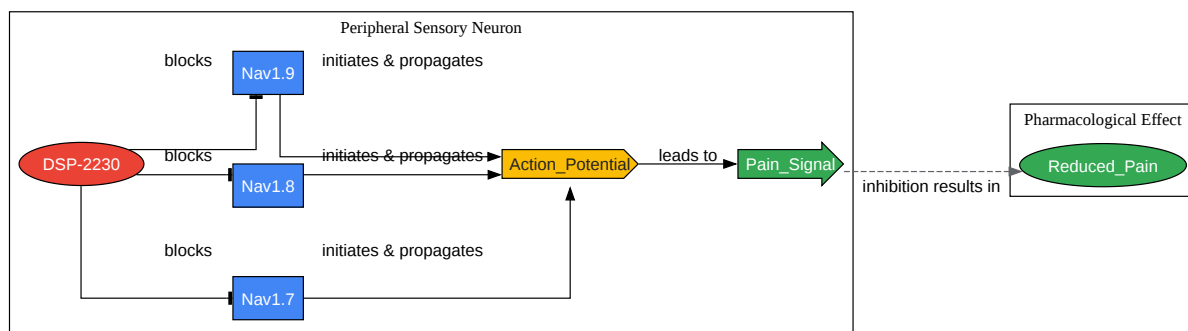 Peripheral Sensory Neuron
blocks
initiates & propagates
Nav1.9
DSP-2230
blocks
initiates & propagates
Nav1.8
Action_Potential
leads to
Pain_Signal
inhibition results in
Pharmacological Effect
Reduced_Pain
blocks
initiates & propagates
Nav1.7